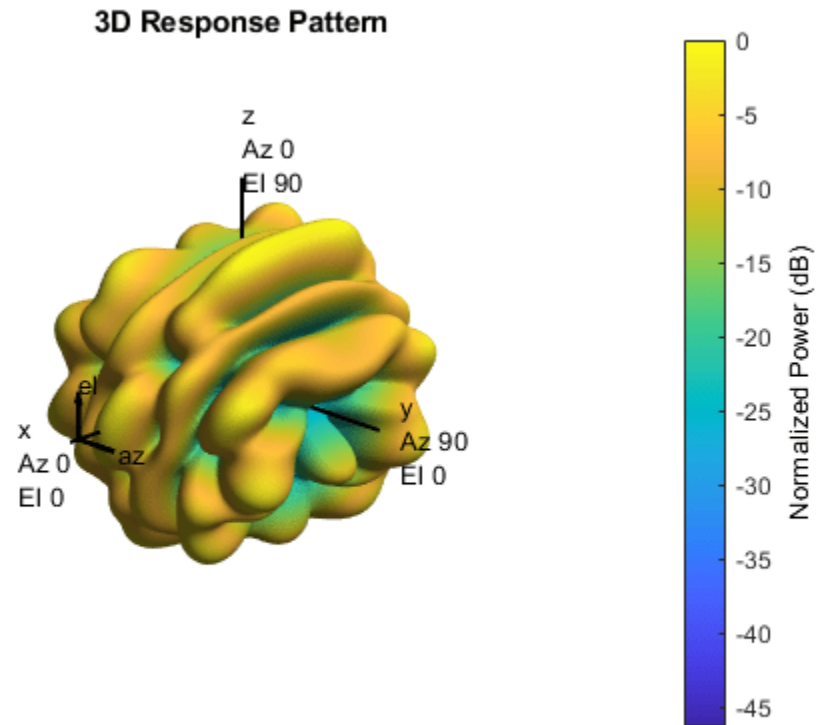 3D Response Pattern
z
Az 0
El 90
el
x
Az 0
El 0
az
y
Az 90
El 0
0
-5
-10
-15
-20
-25
-30
-35
-40
-45
Normalized Power (dB)